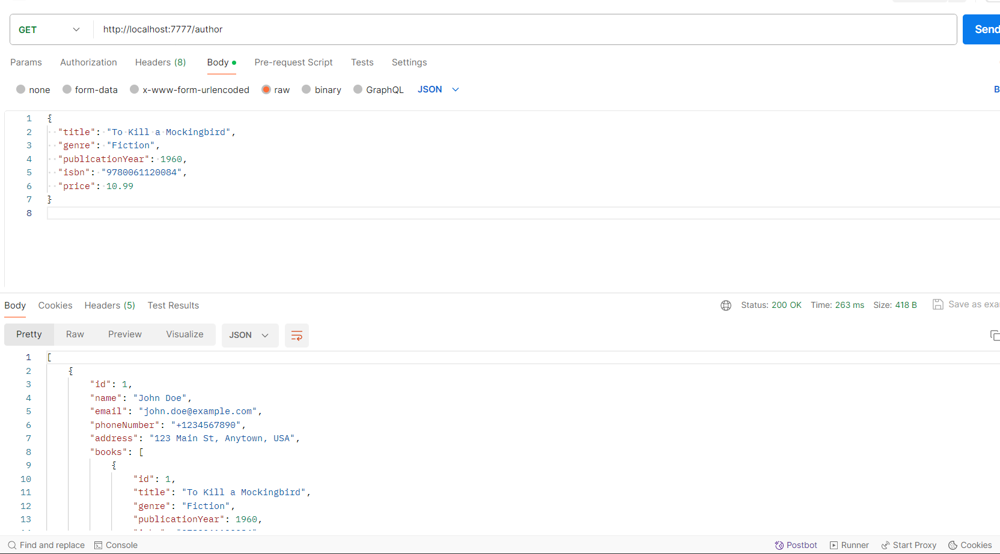 GET http://localhost:7777/author Send
Params Authorization Headers (8) Body Pre-request Script Tests Settings
none form-data x-www-form-urlencoded raw binary GraphQL JSON B
1 {
2 "title": "To Kill a Mockingbird",
3 "genre": "Fiction",
4 "publicationYear": 1960,
5 "isbn": "9780061120084",
6 "price": 10.99
7 }
8
Body Cookies Headers (5) Test Results Status: 200 OK Time: 263 ms Size: 418 B Save as exa
Pretty Raw Preview Visualize JSON
1 [
2 {
3 "id": 1,
4 "name": "John Doe",
5 "email": "john.doe@example.com",
6 "phoneNumber": "+1234567890",
7 "address": "123 Main St, Anytown, USA",
8 "books": [
9 {
10 "id": 1,
11 "title": "To Kill a Mockingbird",
12 "genre": "Fiction",
13 "publicationYear": 1960,
Find and replace Console Postbot Runner Start Proxy Cookies